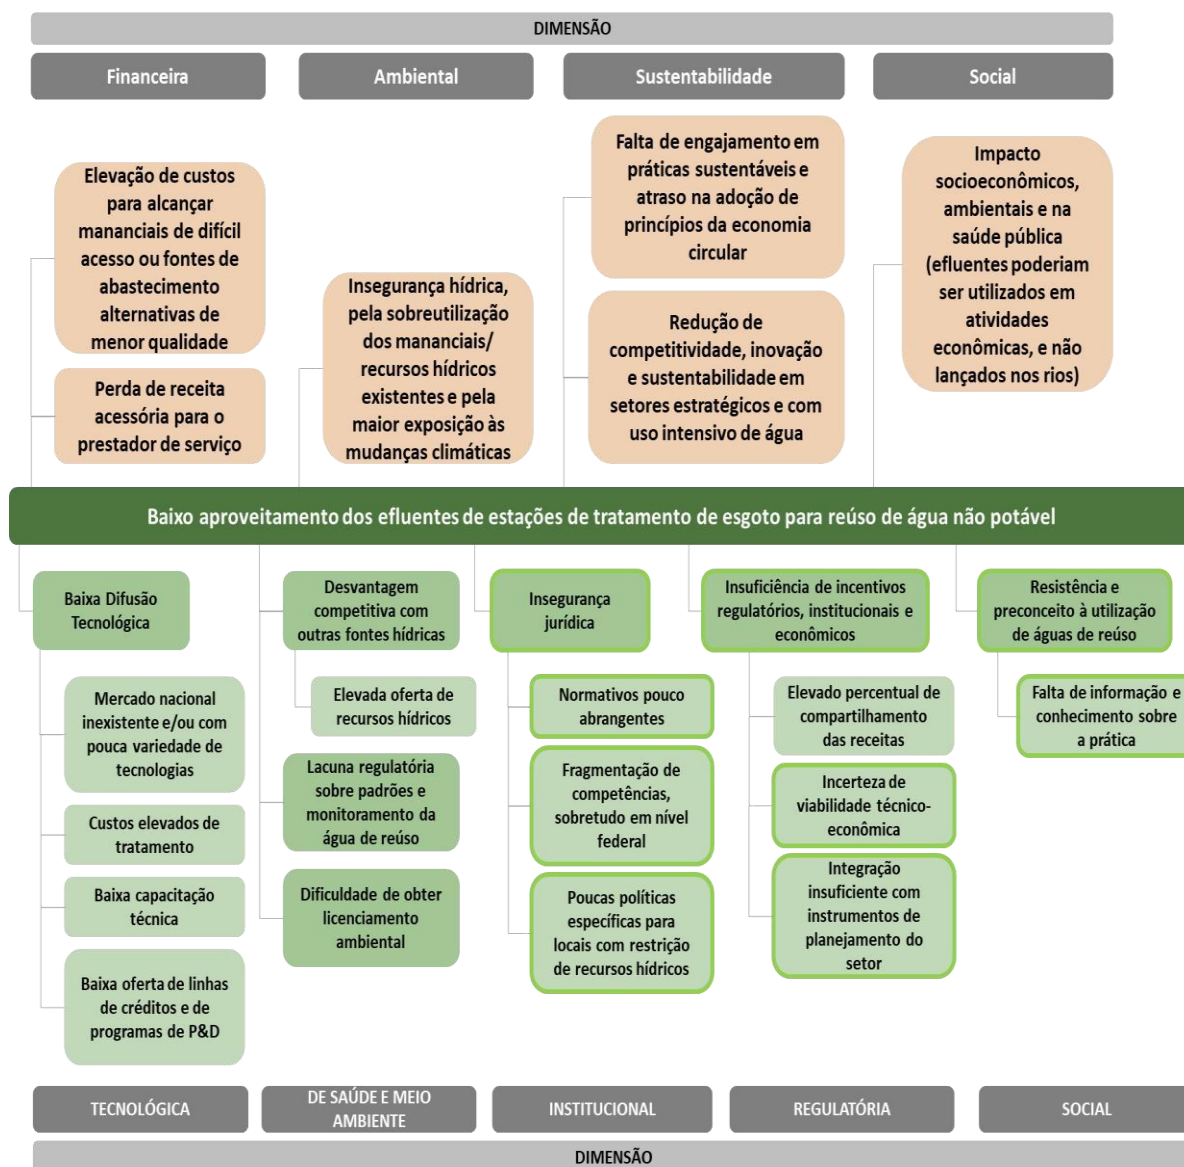 DIMENSÃO
Financeira
Ambiental
Sustentabilidade
Social
Elevação de custos
para alcançar
mananciais de difícil
acesso ou fontes de
abastecimento
alternativas de
menor qualidade
Perda de receita
acessória para o
prestador de serviço
Insegurança hídrica,
pela sobreutilização
dos mananciais/
recursos hídricos
existentes e pela
maior exposição às
mudanças climáticas
Falta de engajamento em
práticas sustentáveis e
atraso na adoção de
princípios da economia
circular
Redução de
competitividade, inovação
e sustentabilidade em
setores estratégicos e com
uso intensivo de água
Impacto
socioeconômicos,
ambientais e na
saúde pública
(efluentes poderiam
ser utilizados em
atividades
econômicas, e não
lançados nos rios)
Baixo aproveitamento dos efluentes de estações de tratamento de esgoto para reúso de água não potável
Baixa Difusão
Tecnológica
Mercado nacional
inexistente e/ou com
pouca variedade de
tecnologias
Custos elevados de
tratamento
Baixa capacitação
técnica
Baixa oferta de linhas
de créditos e de
programas de P&D
Desvantagem
competitiva com
outras fontes hídricas
Elevada oferta de
recursos hídricos
Lacuna regulatória
sobre padrões e
monitoramento da
água de reúso
Dificuldade de obter
licenciamento
ambiental
Insegurança
jurídica
Normativos pouco
abrangentes
Fragmentação de
competências,
sobretudo em nível
federal
Poucas políticas
específicas para
locais com restrição
de recursos hídricos
Insuficiência de incentivos
regulatórios, institucionais e
econômicos
Elevado percentual de
compartilhamento
das receitas
Incerteza de
viabilidade técnico-
econômica
Integração
insuficiente com
instrumentos de
planejamento do
setor
Resistência e
preconceito à utilização
de águas de reúso
Falta de informação e
conhecimento sobre
a prática
TECNOLÓGICA
DE SAÚDE E MEIO
AMBIENTE
INSTITUCIONAL
REGULATÓRIA
SOCIAL
DIMENSÃO